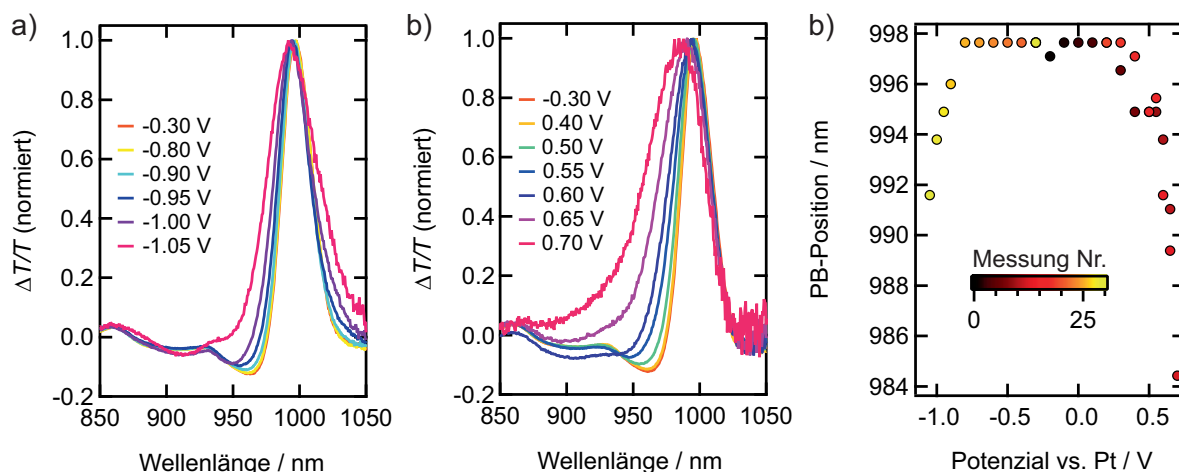 a)
ΔT/T (normiert)
1.0
0.8
0.6
0.4
0.2
0.0
-0.2
-0.30 V
-0.80 V
-0.90 V
-0.95 V
-1.00 V
-1.05 V
850 900 950 1000 1050
Wellenlänge / nm
b)
ΔT/T (normiert)
1.0
0.8
0.6
0.4
0.2
0.0
-0.2
-0.30 V
0.40 V
0.50 V
0.55 V
0.60 V
0.65 V
0.70 V
850 900 950 1000 1050
Wellenlänge / nm
b)
PB-Position / nm
998
996
994
992
990
988
986
984
Messung Nr.
0 25
-1.0 -0.5 0.0 0.5
Potenzial vs. Pt / V